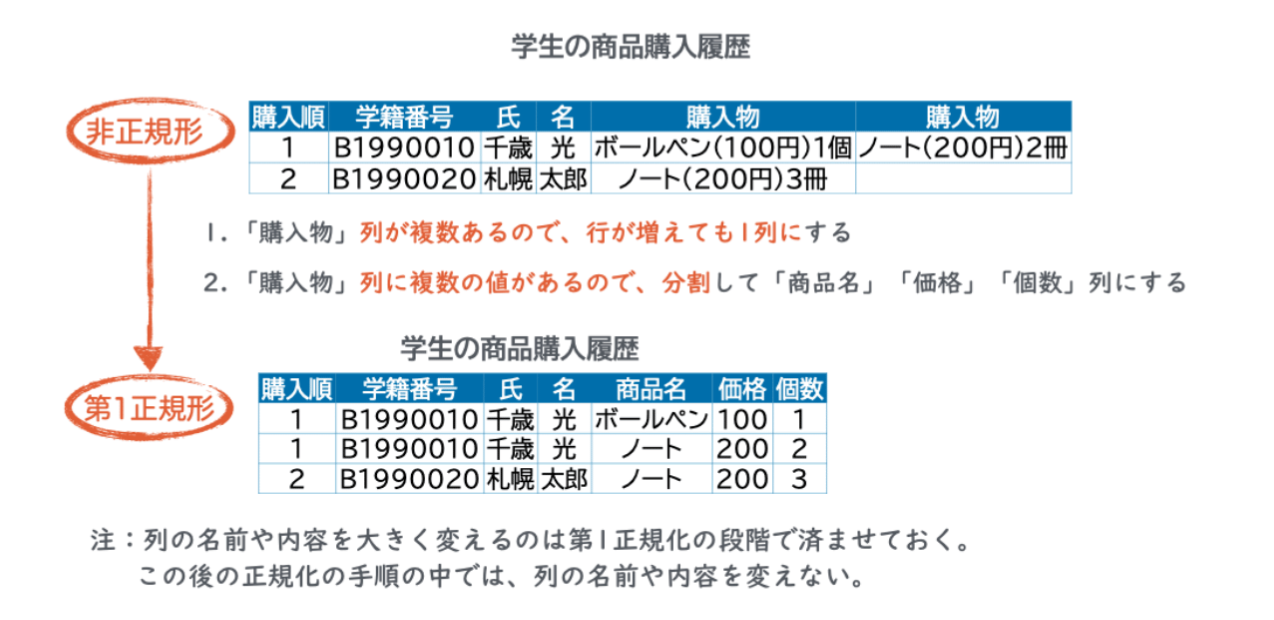 学生の商品購入履歴
非正規形
購入順 学籍番号 氏 名 購入物 購入物
1 B1990010 千歳 光 ボールペン(100円)1個 ノート(200円)2冊
2 B1990020 札幌 太郎 ノート(200円)3冊
1. 「購入物」列が複数あるので、行が増えても1列にする
2. 「購入物」列に複数の値があるので、分割して「商品名」「価格」「個数」列にする
学生の商品購入履歴
第1正規形
購入順 学籍番号 氏 名 商品名 価格 個数
1 B1990010 千歳 光 ボールペン 100 1
1 B1990010 千歳 光 ノート 200 2
2 B1990020 札幌 太郎 ノート 200 3
注：列の名前や内容を大きく変えるのは第1正規化の段階で済ませておく。
この後の正規化の手順の中では、列の名前や内容を変えない。